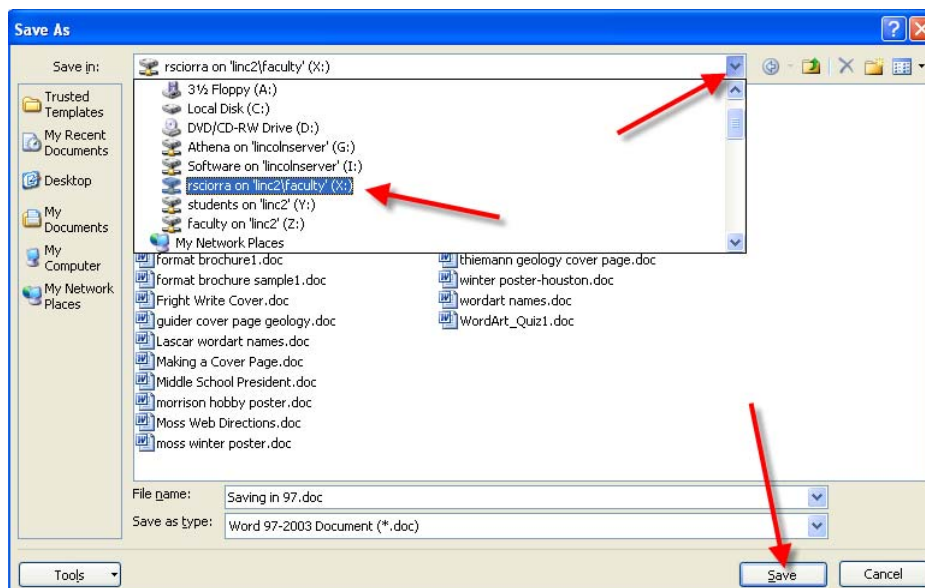 Save As
Save in:
rsciorra on 'linc2\faculty' (X:)
3½ Floppy (A:)
Local Disk (C:)
DVD/CD-RW Drive (D:)
Athena on 'lincolnserver' (G:)
Software on 'lincolnserver' (I:)
rsciorra on 'linc2\faculty' (X:)
students on 'linc2' (Y:)
faculty on 'linc2' (Z:)
My Network Places
Trusted
Templates
My Recent
Documents
Desktop
My
Documents
My
Computer
My Network
Places
format brochure1.doc
format brochure sample1.doc
Fright Write Cover.doc
guider cover page geology.doc
Lascar wordart names.doc
Making a Cover Page.doc
Middle School President.doc
morrison hobby poster.doc
Moss Web Directions.doc
moss winter poster.doc
thiemann geology cover page.doc
winter poster-houston.doc
wordart names.doc
WordArt_Quiz1.doc
File name:
Saving in 97.doc
Save as type:
Word 97-2003 Document (*.doc)
Tools
Save
Cancel